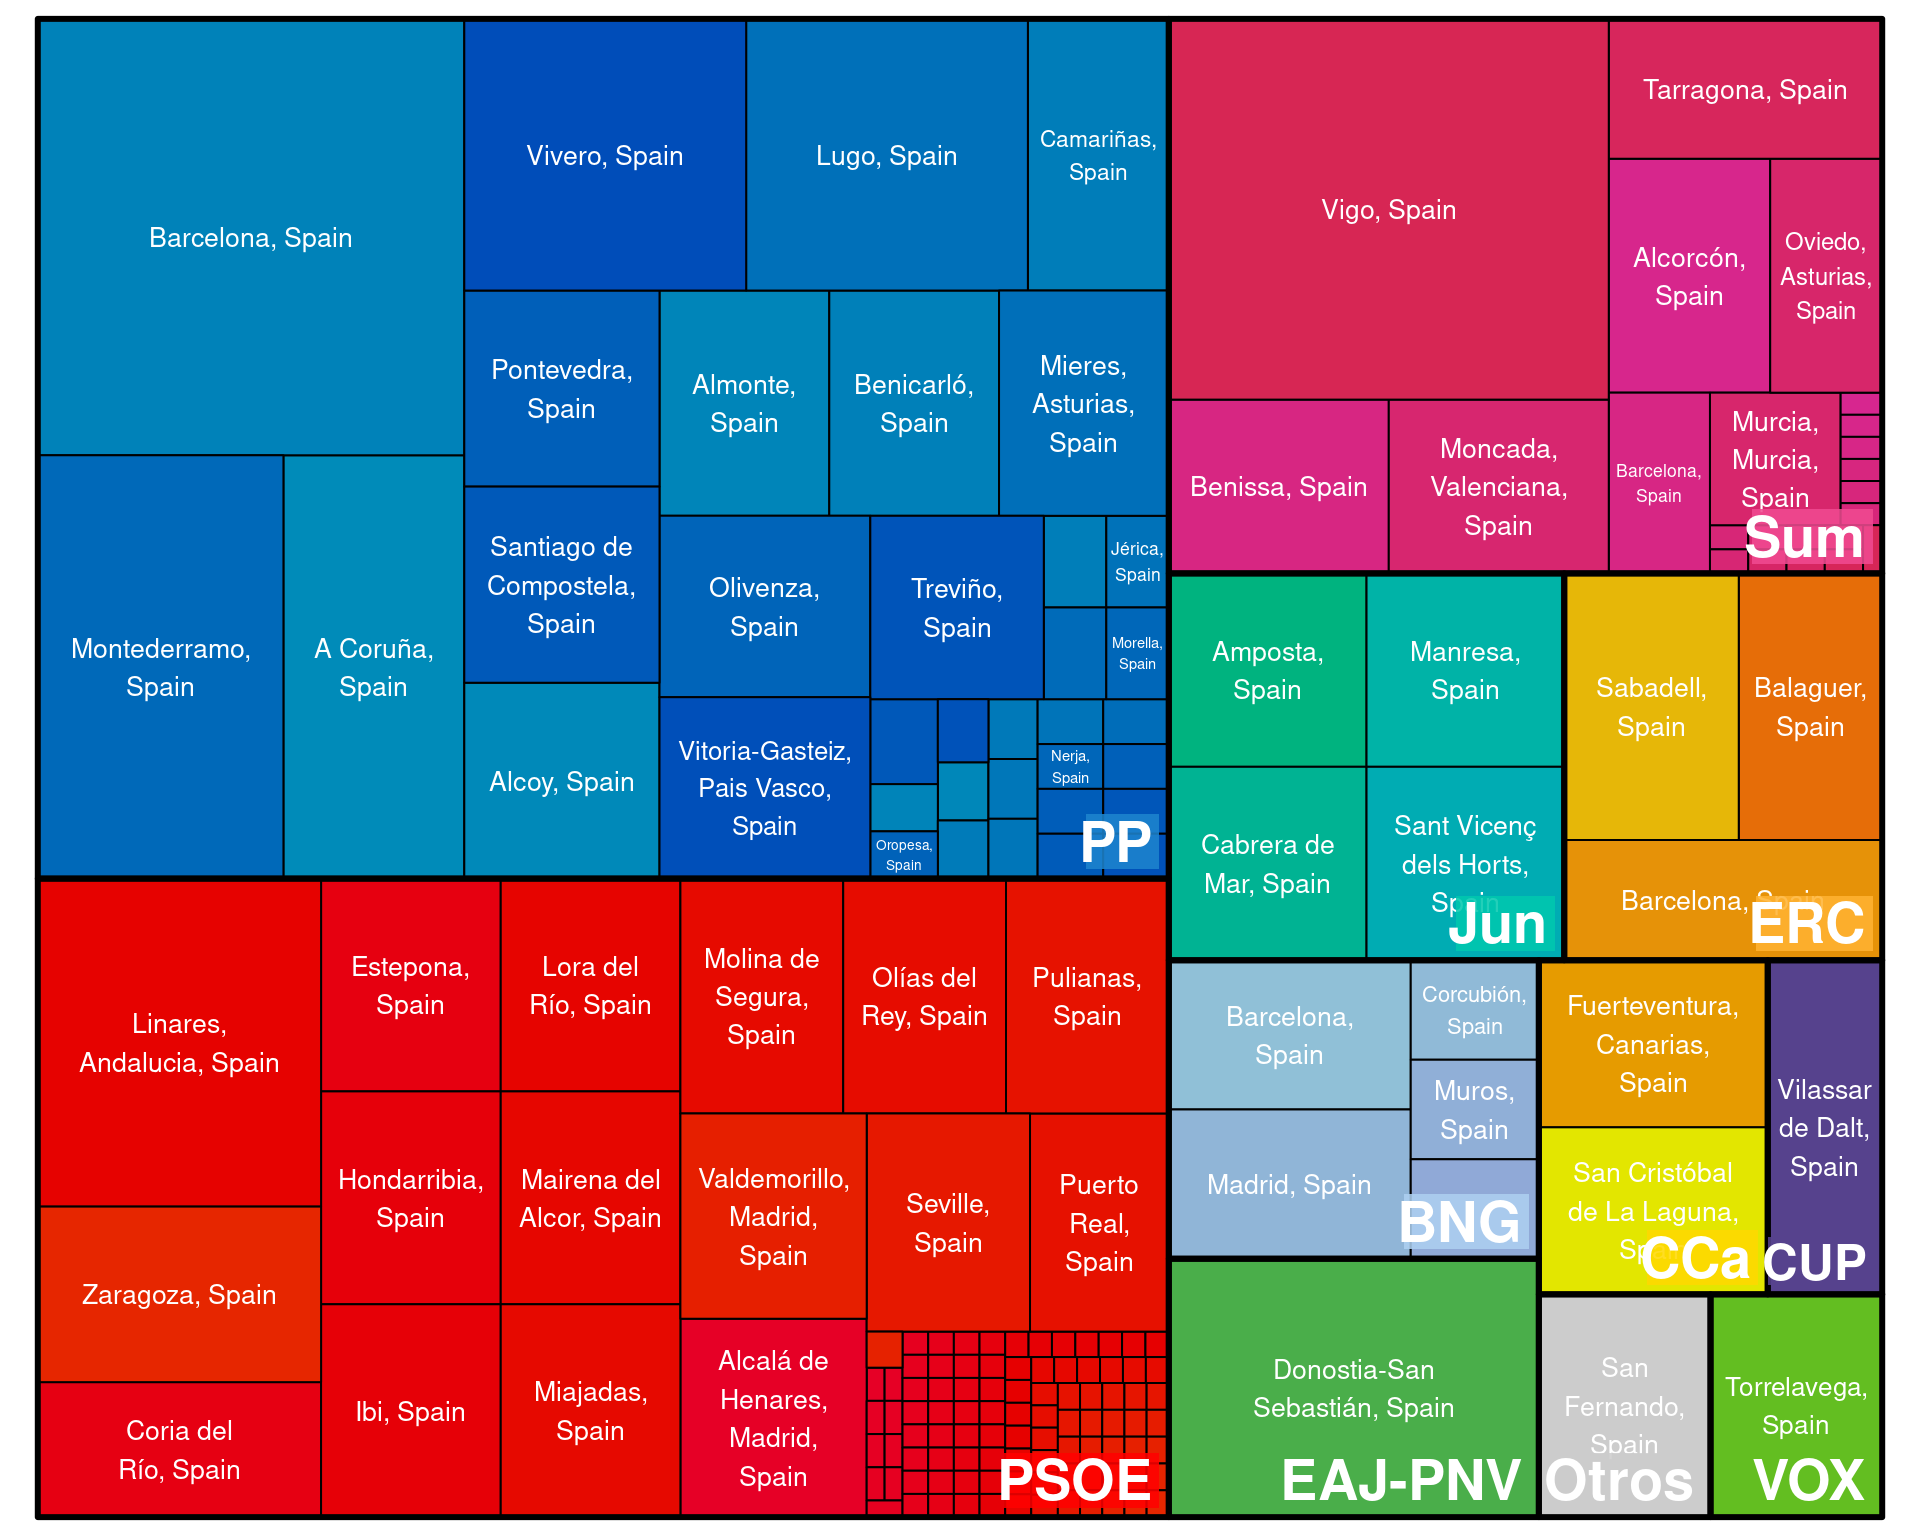 Barcelona, Spain
Vivero, Spain
Lugo, Spain
Camariñas,
Spain
Pontevedra,
Spain
Almonte,
Spain
Benicarló,
Spain
Mieres,
Asturias,
Spain
Montederramo,
Spain
A Coruña,
Spain
Santiago de
Compostela,
Spain
Olivenza,
Spain
Treviño,
Spain
Jérica,
Spain
Morella,
Spain
Alcoy, Spain
Vitoria-Gasteiz,
Pais Vasco,
Spain
Nerja,
Spain
Oropesa,
Spain
PP
Vigo, Spain
Tarragona, Spain
Alcorcón,
Spain
Oviedo,
Asturias,
Spain
Benissa, Spain
Moncada,
Valenciana,
Spain
Barcelona,
Spain
Murcia,
Murcia,
Spain
Sum
Amposta,
Spain
Manresa,
Spain
Cabrera de
Mar, Spain
Sant Vicenç
dels Horts,
Spain
Jun
Sabadell,
Spain
Balaguer,
Spain
Barcelona, Spain
ERC
Linares,
Andalucia, Spain
Estepona,
Spain
Lora del
Río, Spain
Molina de
Segura,
Spain
Olías del
Rey, Spain
Pulianas,
Spain
Hondarribia,
Spain
Mairena del
Alcor, Spain
Valdemorillo,
Madrid,
Spain
Seville,
Spain
Puerto
Real,
Spain
Zaragoza, Spain
Coria del
Río, Spain
Ibi, Spain
Miajadas,
Spain
Alcalá de
Henares,
Madrid,
Spain
PSOE
Barcelona,
Spain
Corcubión,
Spain
Muros,
Spain
Madrid, Spain
BNG
Fuerteventura,
Canarias,
Spain
San Cristóbal
de La Laguna,
Spain
CCa
Vilassar
de Dalt,
Spain
CUP
Donostia-San
Sebastián, Spain
EAJ-PNV
San
Fernando,
Spain
Otros
Torrelavega,
Spain
VOX